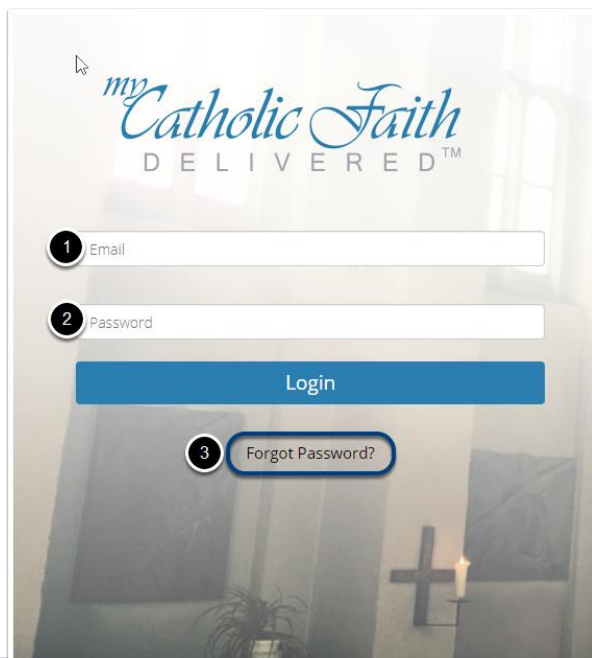 my
Catholic Faith
DELIVERED™
1 Email
2 Password
Login
3 Forgot Password?